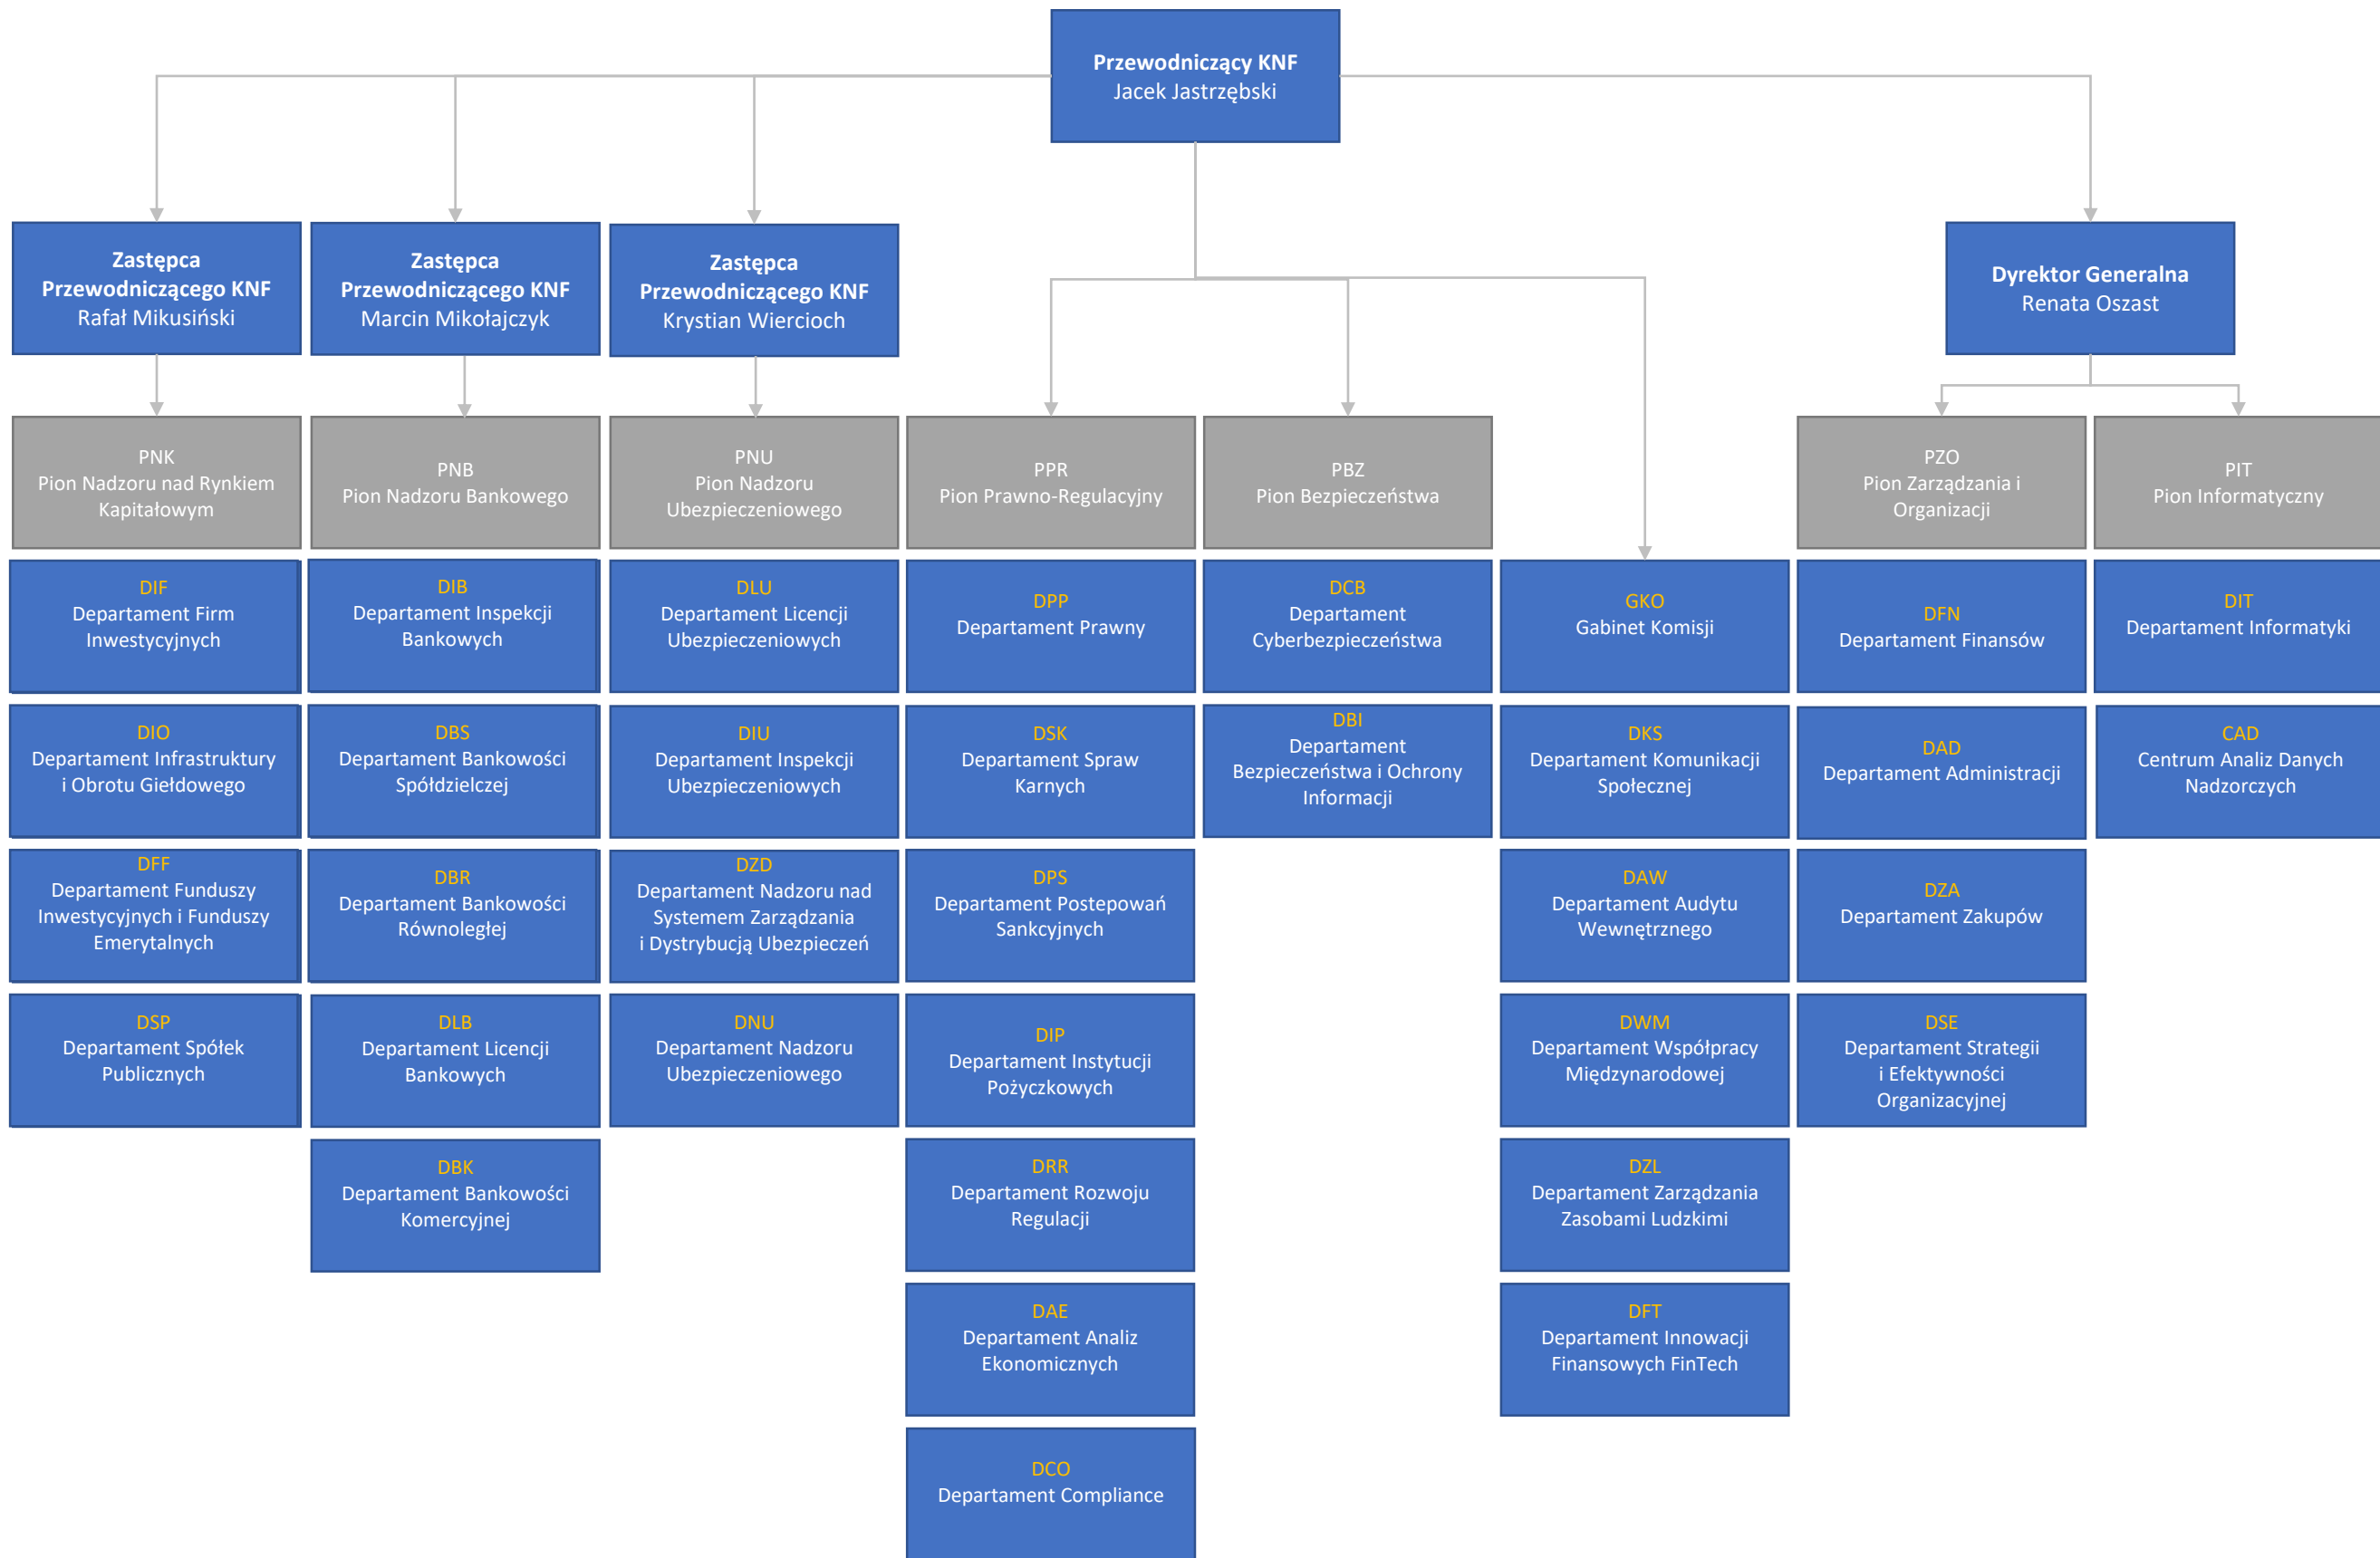 Przewodniczący KNF
Jacek Jastrzębski
Zastępca
Przewodniczącego KNF
Rafał Mikusiński
Zastępca
Przewodniczącego KNF
Marcin Mikołajczyk
Zastępca
Przewodniczącego KNF
Krystian Wiercioch
Dyrektor Generalna
Renata Oszast
PNK
Pion Nadzoru nad Rynkiem
Kapitałowym
PNB
Pion Nadzoru Bankowego
PNU
Pion Nadzoru
Ubezpieczeniowego
PPR
Pion Prawno-Regulacyjny
PBZ
Pion Bezpieczeństwa
PZO
Pion Zarządzania i
Organizacji
PIT
Pion Informatyczny
DIF
Departament Firm
Inwestycyjnych
DIB
Departament Inspekcji
Bankowych
DLU
Departament Licencji
Ubezpieczeniowych
DPP
Departament Prawny
DCB
Departament
Cyberbezpieczeństwa
GKO
Gabinet Komisji
DFN
Departament Finansów
DIT
Departament Informatyki
DIO
Departament Infrastruktury
i Obrotu Giełdowego
DBS
Departament Bankowości
Spółdzielczej
DIU
Departament Inspekcji
Ubezpieczeniowych
DSK
Departament Spraw
Karnych
DBI
Departament
Bezpieczeństwa i Ochrony
Informacji
DKS
Departament Komunikacji
Społecznej
DAD
Departament Administracji
CAD
Centrum Analiz Danych
Nadzorczych
DFF
Departament Funduszy
Inwestycyjnych i Funduszy
Emerytalnych
DBR
Departament Bankowości
Równoległej
DZD
Departament Nadzoru nad
Systemem Zarządzania
i Dystrybucją Ubezpieczeń
DPS
Departament Postepowań
Sankcyjnych
DAW
Departament Audytu
Wewnętrznego
DZA
Departament Zakupów
DSP
Departament Spółek
Publicznych
DLB
Departament Licencji
Bankowych
DNU
Departament Nadzoru
Ubezpieczeniowego
DIP
Departament Instytucji
Pożyczkowych
DWM
Departament Współpracy
Międzynarodowej
DSE
Departament Strategii
i Efektywności
Organizacyjnej
DBK
Departament Bankowości
Komercyjnej
DRR
Departament Rozwoju
Regulacji
DZL
Departament Zarządzania
Zasobami Ludzkimi
DAE
Departament Analiz
Ekonomicznych
DFT
Departament Innowacji
Finansowych FinTech
DCO
Departament Compliance